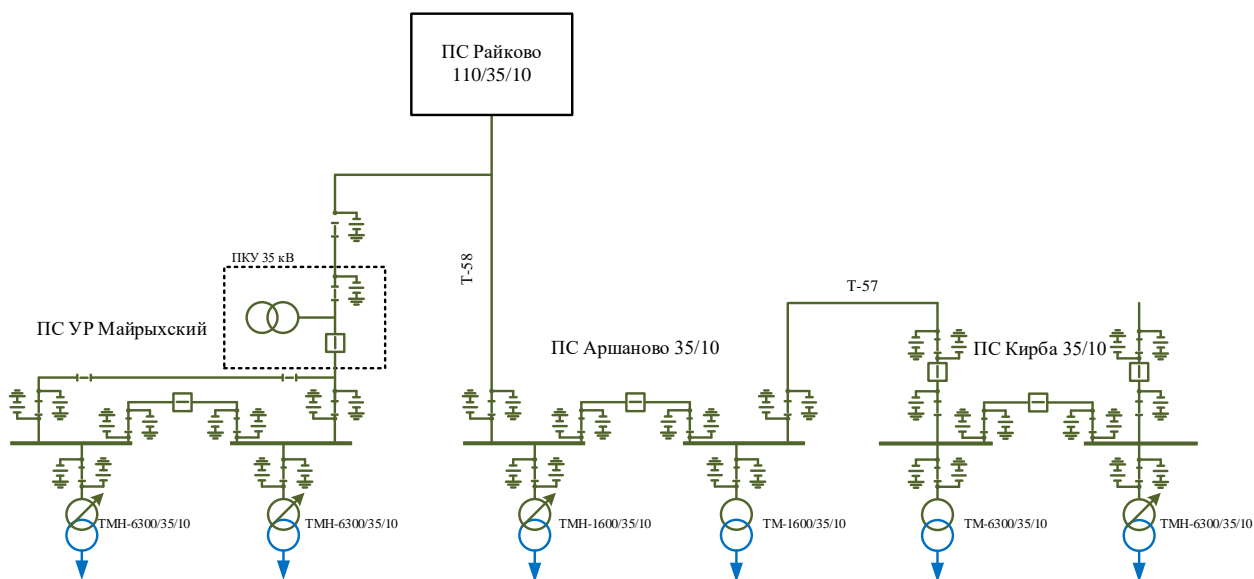 ПС Райково
110/35/10
ПКУ 35 кВ
Т-58
Т-57
ПС УР Майрыхский
ПС Аршаново 35/10
ПС Кирба 35/10
ТМН-6300/35/10
ТМН-6300/35/10
ТМН-1600/35/10
ТМ-1600/35/10
ТМ-6300/35/10
ТМН-6300/35/10